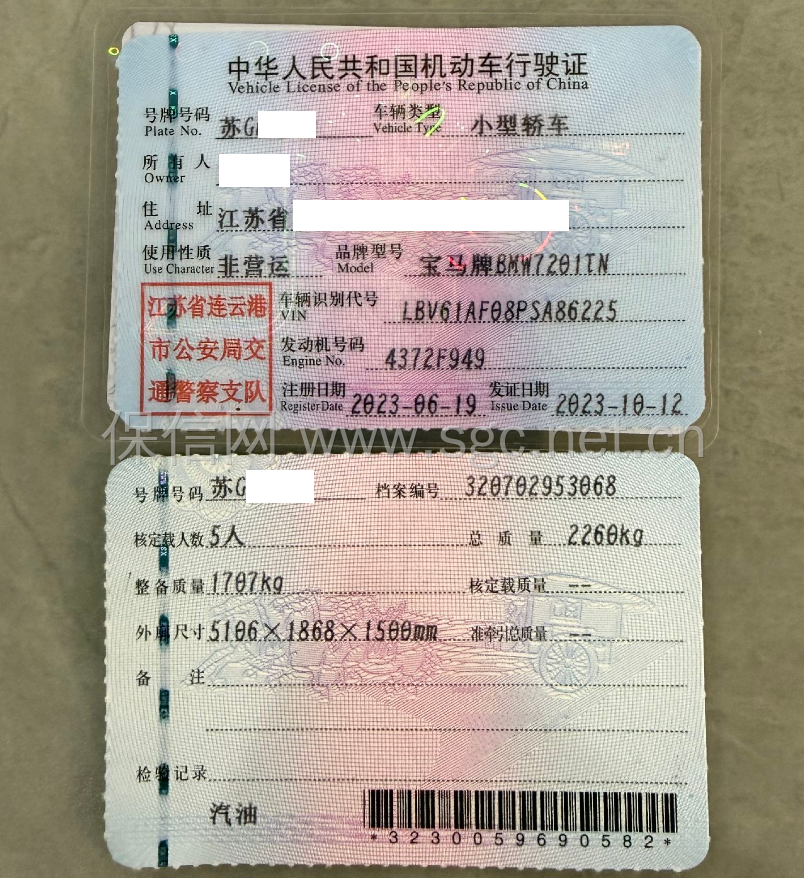 中华人民共和国机动车行驶证
Vehicle License of the People's Republic of China
号牌号码 苏G 车辆类型 小型轿车
Plate No. Vehicle Type
所有人
Owner
住址 江苏省
Address
使用性质 非营运 品牌型号 宝马牌BMW7201TN
Use Character Model
江苏省连云港
市公安局交
通警察支队
车辆识别代号 LBV61AF08PSA86225
VIN
发动机号码 4372F949
Engine No.
注册日期 2023-06-19 发证日期 2023-10-12
Register Date Issue Date
保信网 www.sgc.net.cn
号牌号码 苏G 档案编号 320702953068
核定载人数 5人 总质量 2260kg
整备质量 1707kg 核定载质量 --
外廓尺寸 5106×1868×1500mm 准牵引总质量 --
备注
检验记录
汽油
*3230059690582*